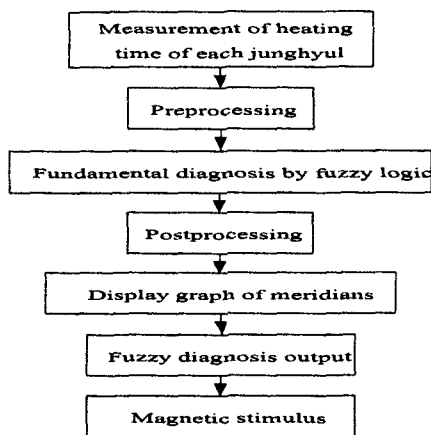 Measurement of heating
time of each junghyul
Preprocessing
Fundamental diagnosis by fuzzy logic
Postprocessing
Display graph of meridians
Fuzzy diagnosis output
Magnetic stimulus